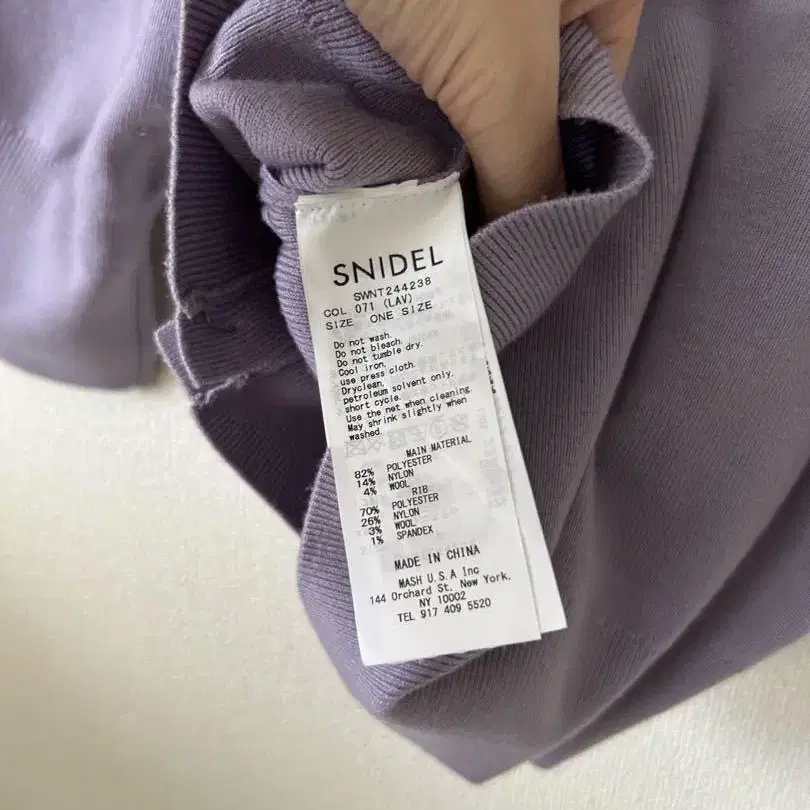 SNIDEL
SWNT244238
COL 071 (LAV)
SIZE ONE SIZE
Do not wash.
Do not bleach.
Do not tumble dry.
Cool iron,
use press cloth.
Dryclean,
petroleum solvent only,
short cycle.
Use the net when cleaning.
May shrink slightly when
washed.
MAIN MATERIAL
82% POLYESTER
14% NYLON
4% WOOL
RIB
70% POLYESTER
26% NYLON
3% WOOL
1% SPANDEX
MADE IN CHINA
MASH U.S.A Inc
144 Orchard St, New York.
NY 10002
TEL 917 409 5520